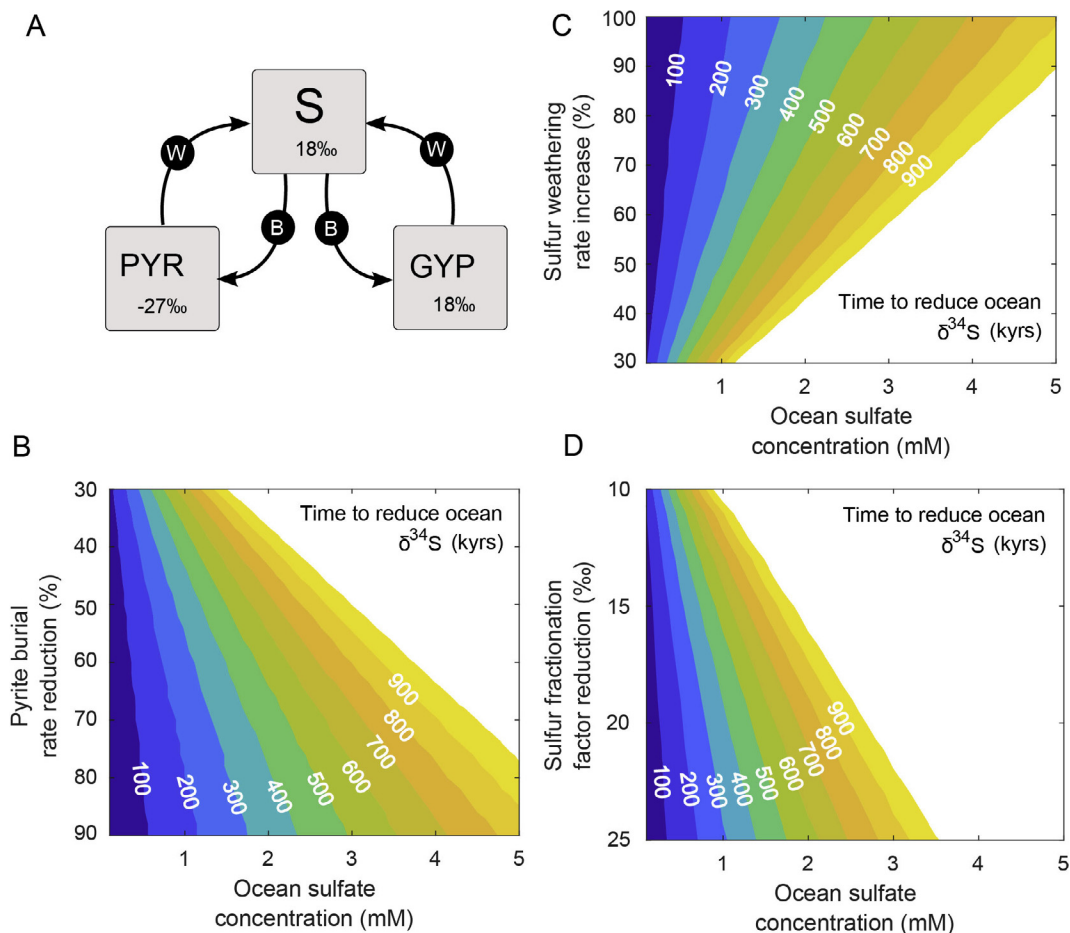 A
S
18‰
W
W
B
B
PYR
-27‰
GYP
18‰
B
30
40
50
60
70
80
90
Pyrite burial
rate reduction (%)
Time to reduce ocean
δ34S (kyrs)
100
200
300
400
500
600
700
800
900
1
2
3
4
5
Ocean sulfate
concentration (mM)
C
100
90
80
70
60
50
40
30
Sulfur weathering
rate increase (%)
100
200
300
400
500
600
700
800
900
Time to reduce ocean
δ34S (kyrs)
1
2
3
4
5
Ocean sulfate
concentration (mM)
D
10
15
20
25
Sulfur fractionation
factor reduction (‰)
Time to reduce ocean
δ34S (kyrs)
100
200
300
400
500
600
700
800
900
1
2
3
4
5
Ocean sulfate
concentration (mM)